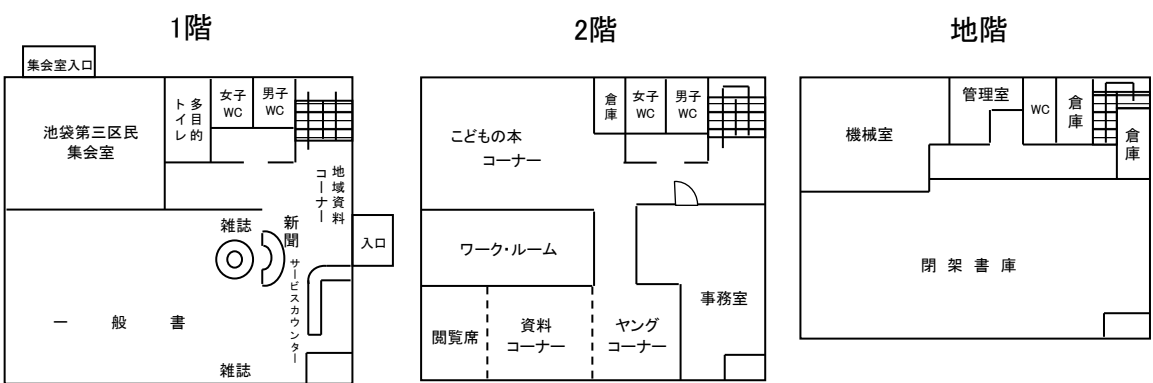 1階
集会室入口
池袋第三区民
集会室
多目的
トイレ
女子
WC
男子
WC
地域資料
コーナー
雑誌
新聞
入口
サービスカウンター
一般書
雑誌
2階
こどもの本
コーナー
倉庫
女子
WC
男子
WC
ワーク・ルーム
事務室
閲覧席
資料
コーナー
ヤング
コーナー
地階
機械室
管理室
WC
倉庫
倉庫
閉架書庫